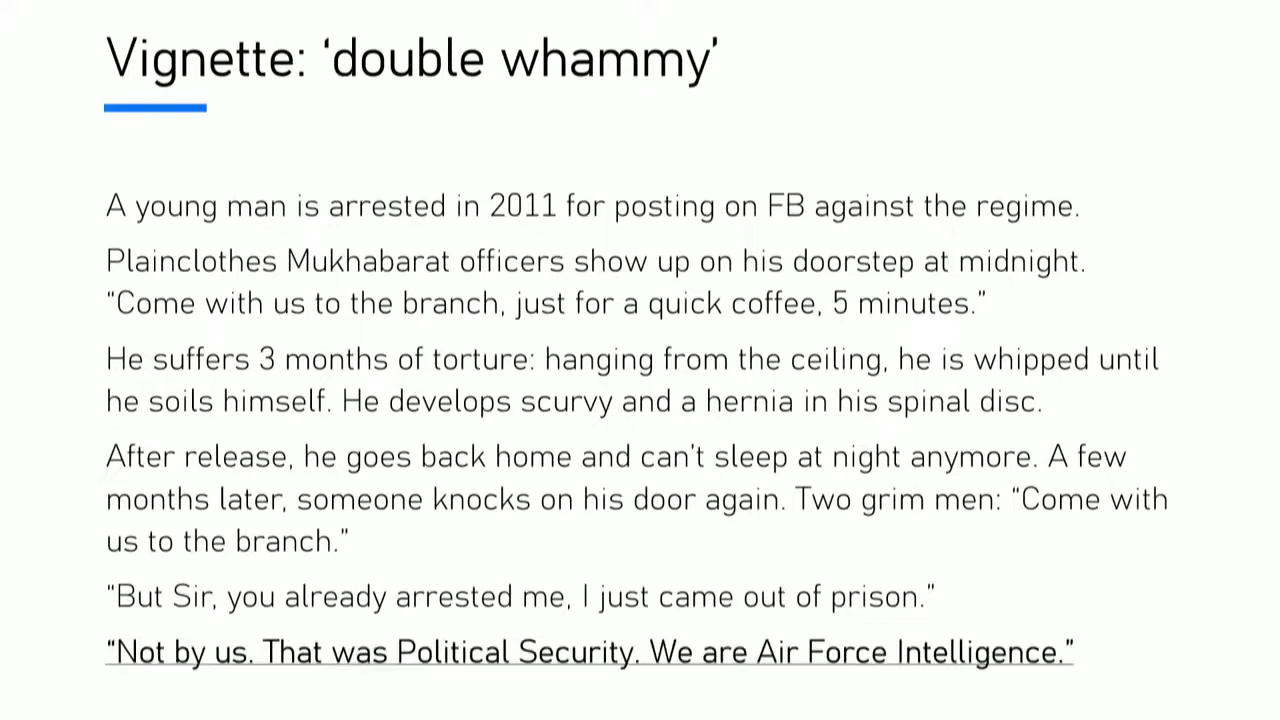 Vignette: ‘double whammy’
A young man is arrested in 2011 for posting on FB against the regime.
Plainclothes Mukhabarat officers show up on his doorstep at midnight.
"Come with us to the branch, just for a quick coffee, 5 minutes."
He suffers 3 months of torture: hanging from the ceiling, he is whipped until
he soils himself. He develops scurvy and a hernia in his spinal disc.
After release, he goes back home and can't sleep at night anymore. A few
months later, someone knocks on his door again. Two grim men: "Come with
us to the branch."
"But Sir, you already arrested me, I just came out of prison."
"Not by us. That was Political Security. We are Air Force Intelligence."